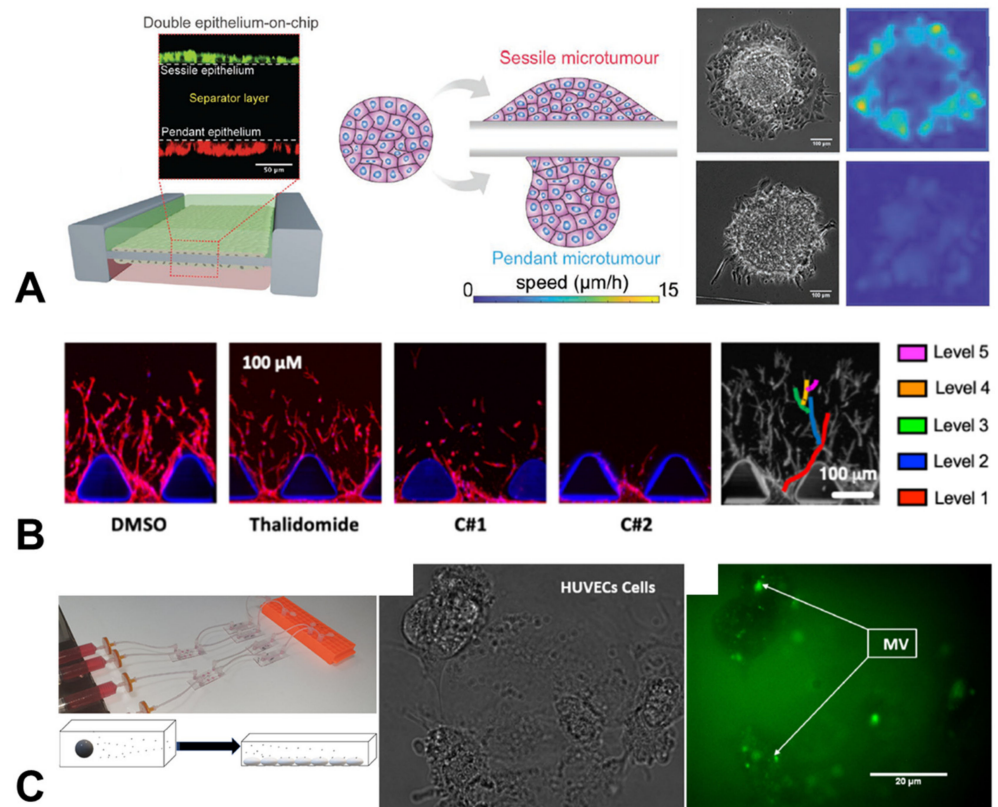 Double epithelium-on-chip
Sessile epithelium
Separator layer
Pendant epithelium
50 µm
Sessile microtumour
Pendant microtumour
speed (µm/h)
0
15
100 µm
100 µm
A
100 µM
DMSO
Thalidomide
C#1
C#2
100 µm
Level 5
Level 4
Level 3
Level 2
Level 1
B
HUVECs Cells
MV
20 µm
C